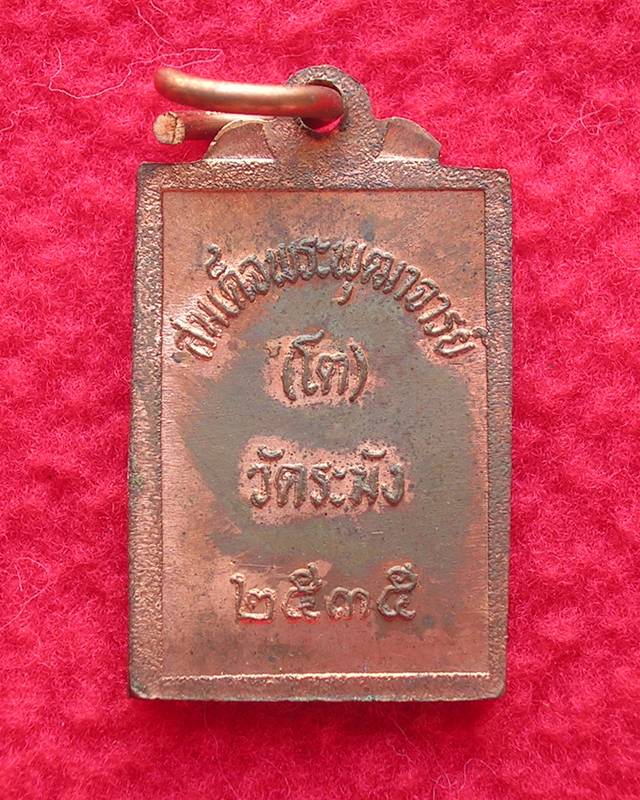 สมเด็จพระพุฒาจารย์
(โต)
วัดระฆัง
๒๕๓๕